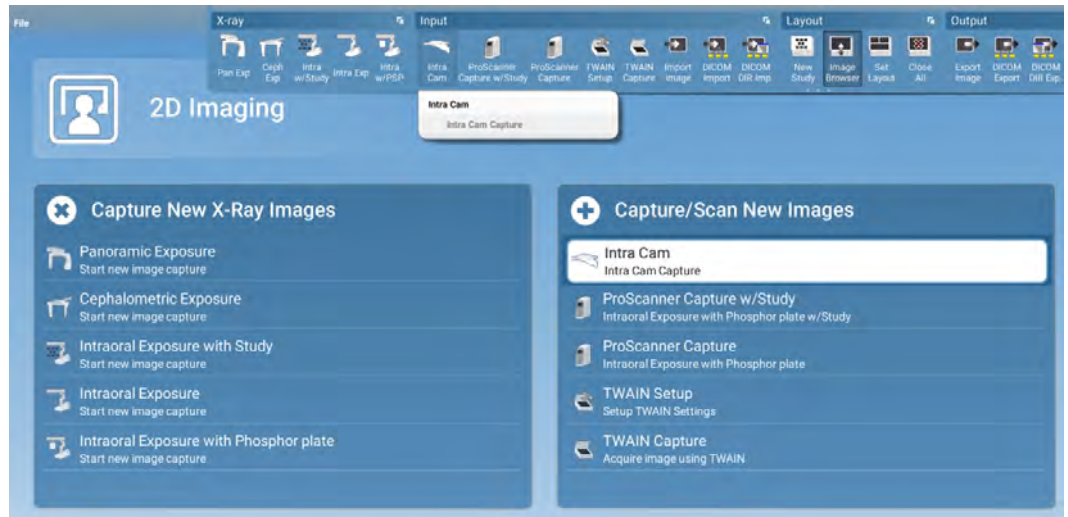 File
X-ray
Input
Layout
Output
Pan Exp
Ceph
Exp
Intra
w/Study
Intra Exp
Intra
w/PSP
Intra
Cam
ProScanner
Capture w/Study
ProScanner
Capture
TWAIN
Setup
TWAIN
Capture
Import
image
DICOM
Import
DICOM
DIR Imp.
New
Study
Image
Browser
Set
Layout
Close
All
Export
Image
DICOM
Export
DICOM
DIR Exp.
Intra Cam
Intra Cam Capture
2D Imaging
Capture New X-Ray Images
Panoramic Exposure
Start new image capture
Cephalometric Exposure
Start new image capture
Intraoral Exposure with Study
Start new image capture
Intraoral Exposure
Start new image capture
Intraoral Exposure with Phosphor plate
Start new image capture
Capture/Scan New Images
Intra Cam
Intra Cam Capture
ProScanner Capture w/Study
Intraoral Exposure with Phosphor plate w/Study
ProScanner Capture
Intraoral Exposure with Phosphor plate
TWAIN Setup
Setup TWAIN Settings
TWAIN Capture
Acquire image using TWAIN